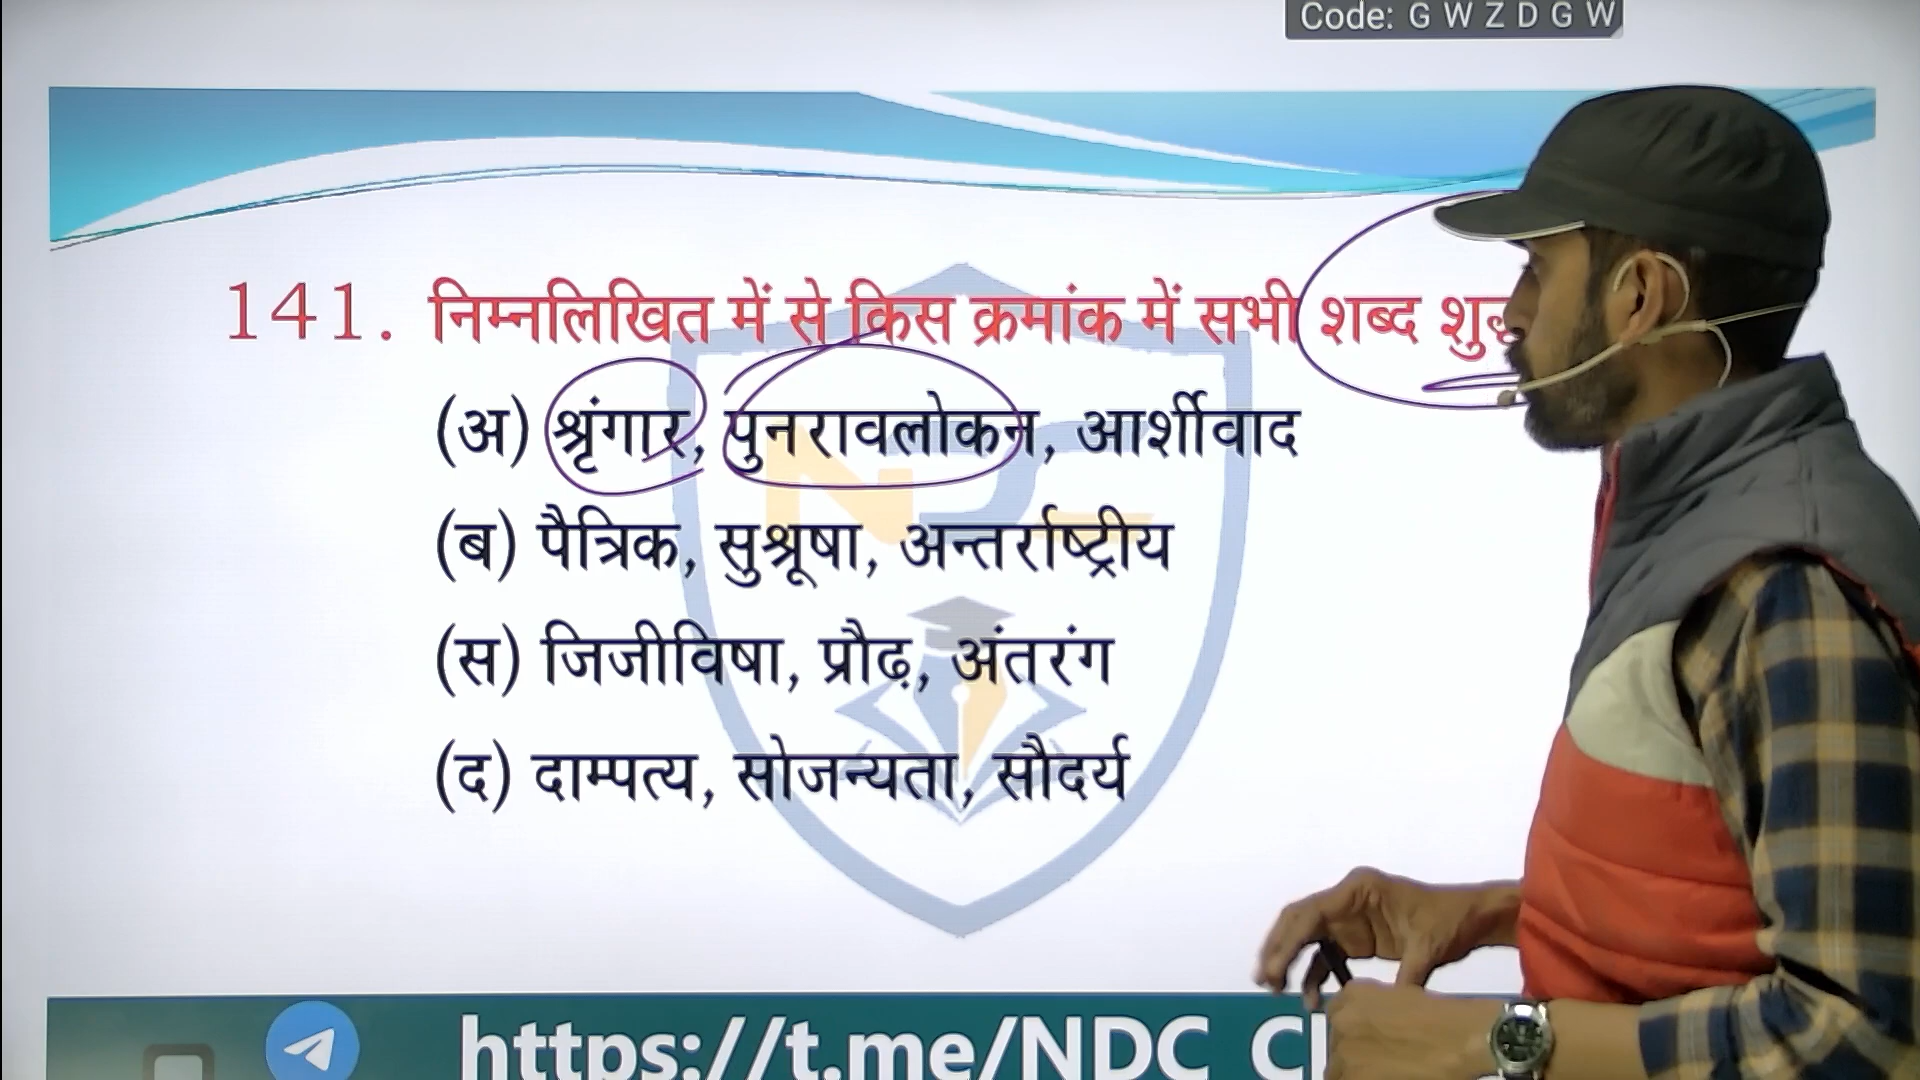 Code: G W Z D G W
141. निम्नलिखित में से किस क्रमांक में सभी शब्द
(अ) श्रृंगार, पुनरावलोकन, आर्शीवाद
(ब) पैत्रिक, सुश्रूषा, अन्तर्राष्ट्रीय
(स) जिजीविषा, प्रौढ़, अंतरंग
(द) दाम्पत्य, सोजन्यता, सौदर्य
https://t.me/NDC